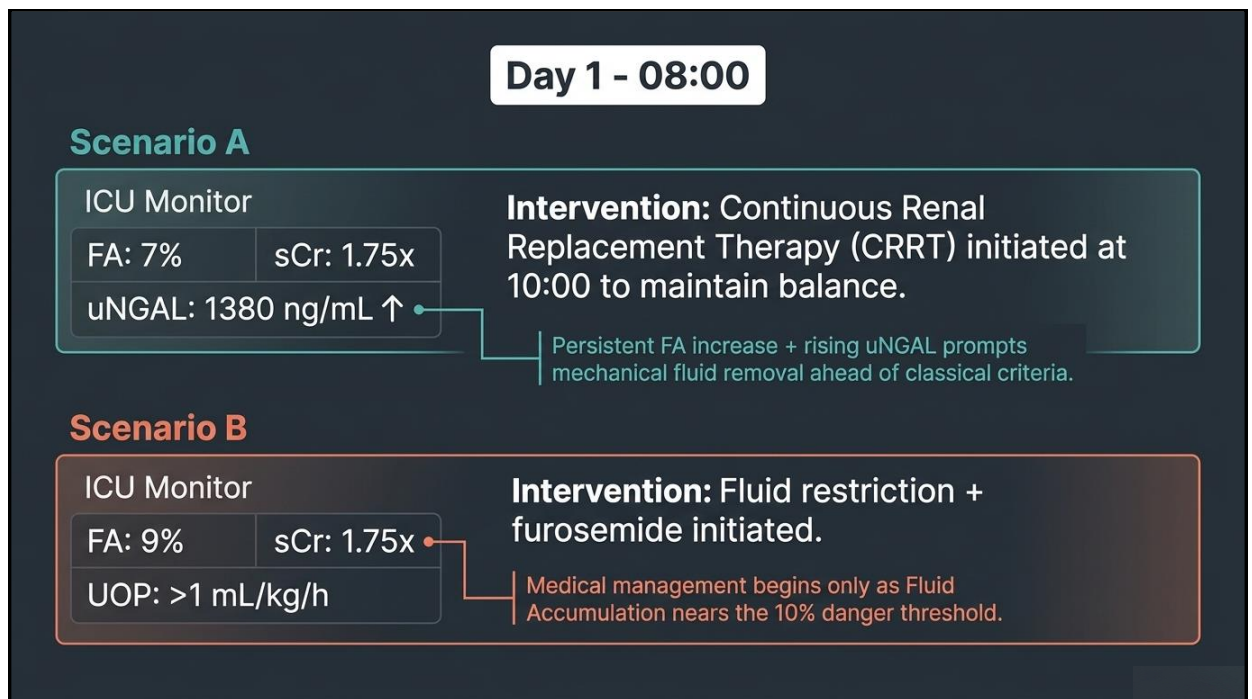 Day 1 - 08:00
Scenario A
ICU Monitor
FA: 7%
sCr: 1.75x
uNGAL: 1380 ng/mL ↑
Intervention: Continuous Renal
Replacement Therapy (CRRT) initiated at
10:00 to maintain balance.
Persistent FA increase + rising uNGAL prompts
mechanical fluid removal ahead of classical criteria.
Scenario B
ICU Monitor
FA: 9%
sCr: 1.75x
UOP: >1 mL/kg/h
Intervention: Fluid restriction +
furosemide initiated.
Medical management begins only as Fluid
Accumulation nears the 10% danger threshold.